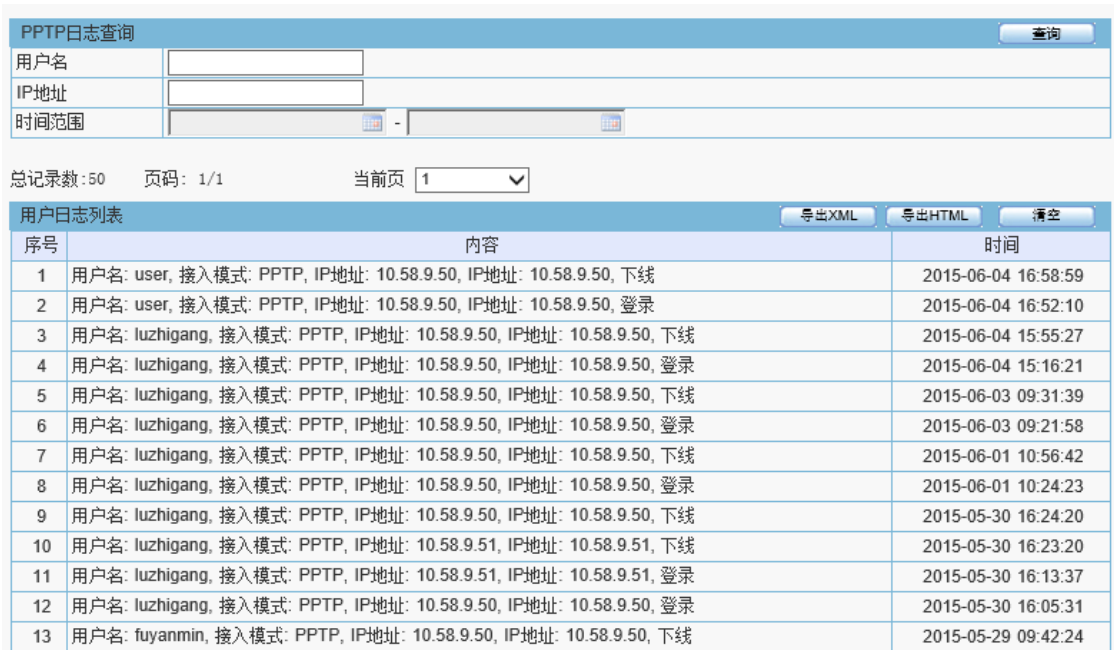 PPTP日志查询 查询
用户名
IP地址
时间范围 -
总记录数:50 页码: 1/1 当前页 1
用户日志列表 导出XML 导出HTML 清空
序号 内容 时间
1 用户名: user, 接入模式: PPTP, IP地址: 10.58.9.50, IP地址: 10.58.9.50, 下线 2015-06-04 16:58:59
2 用户名: user, 接入模式: PPTP, IP地址: 10.58.9.50, IP地址: 10.58.9.50, 登录 2015-06-04 16:52:10
3 用户名: luzhigang, 接入模式: PPTP, IP地址: 10.58.9.50, IP地址: 10.58.9.50, 下线 2015-06-04 15:55:27
4 用户名: luzhigang, 接入模式: PPTP, IP地址: 10.58.9.50, IP地址: 10.58.9.50, 登录 2015-06-04 15:16:21
5 用户名: luzhigang, 接入模式: PPTP, IP地址: 10.58.9.50, IP地址: 10.58.9.50, 下线 2015-06-03 09:31:39
6 用户名: luzhigang, 接入模式: PPTP, IP地址: 10.58.9.50, IP地址: 10.58.9.50, 登录 2015-06-03 09:21:58
7 用户名: luzhigang, 接入模式: PPTP, IP地址: 10.58.9.50, IP地址: 10.58.9.50, 下线 2015-06-01 10:56:42
8 用户名: luzhigang, 接入模式: PPTP, IP地址: 10.58.9.50, IP地址: 10.58.9.50, 登录 2015-06-01 10:24:23
9 用户名: luzhigang, 接入模式: PPTP, IP地址: 10.58.9.50, IP地址: 10.58.9.50, 下线 2015-05-30 16:24:20
10 用户名: luzhigang, 接入模式: PPTP, IP地址: 10.58.9.51, IP地址: 10.58.9.51, 下线 2015-05-30 16:23:20
11 用户名: luzhigang, 接入模式: PPTP, IP地址: 10.58.9.51, IP地址: 10.58.9.51, 登录 2015-05-30 16:13:37
12 用户名: luzhigang, 接入模式: PPTP, IP地址: 10.58.9.50, IP地址: 10.58.9.50, 登录 2015-05-30 16:05:31
13 用户名: fuyanmin, 接入模式: PPTP, IP地址: 10.58.9.50, IP地址: 10.58.9.50, 下线 2015-05-29 09:42:24